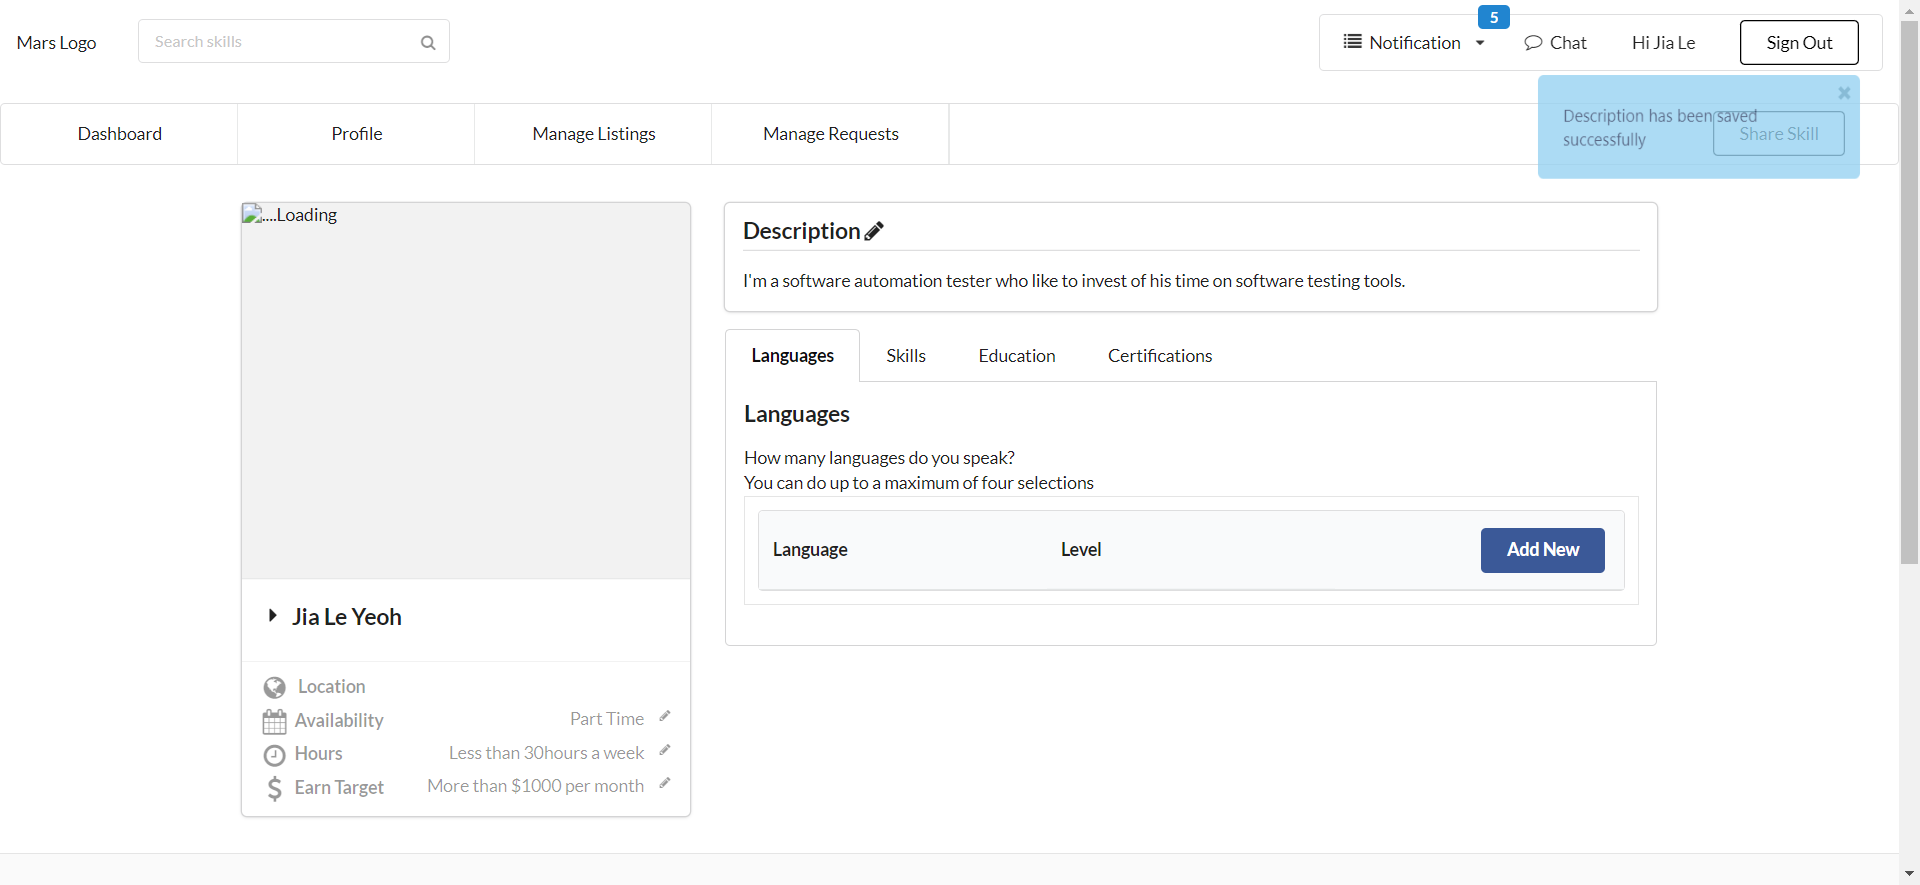 Mars Logo
Search skills
5
Notification
Chat
Hi Jia Le
Sign Out
Dashboard
Profile
Manage Listings
Manage Requests
Description has been saved
successfully
Share Skill
....Loading
Jia Le Yeoh
Location
Availability
Part Time
Hours
Less than 30hours a week
Earn Target
More than $1000 per month
Description
I'm a software automation tester who like to invest of his time on software testing tools.
Languages
Skills
Education
Certifications
Languages
How many languages do you speak?
You can do up to a maximum of four selections
Language
Level
Add New